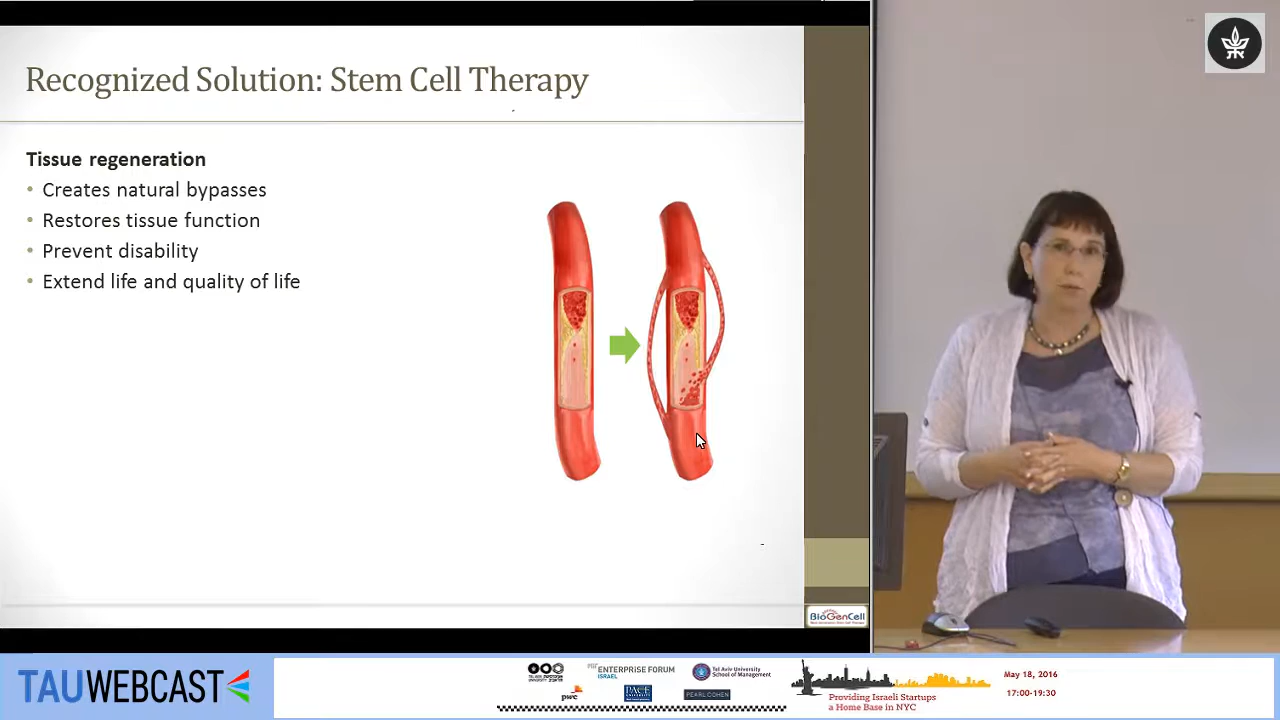 Recognized Solution: Stem Cell Therapy
Tissue regeneration
• Creates natural bypasses
• Restores tissue function
• Prevent disability
• Extend life and quality of life
BioGenCell
TAUWEBCAST
ENTERPRISE FORUM
ISRAEL
Tel Aviv University
School of Management
pwc
PACE
PEARL COHEN
Providing Israeli Startups
a Home Base in NYC
May 18, 2016
17:00-19:30